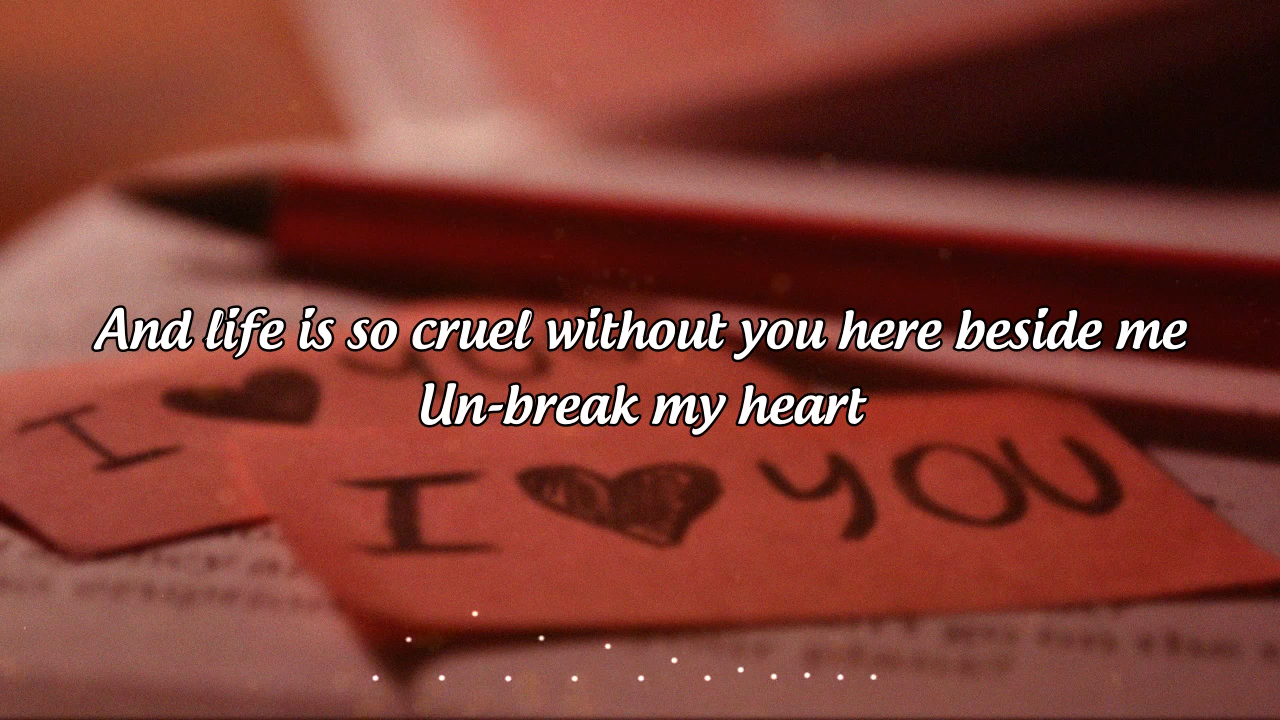 And life is so cruel without you here beside me
Un-break my heart
I ♥ YOU
I ♥ YOU